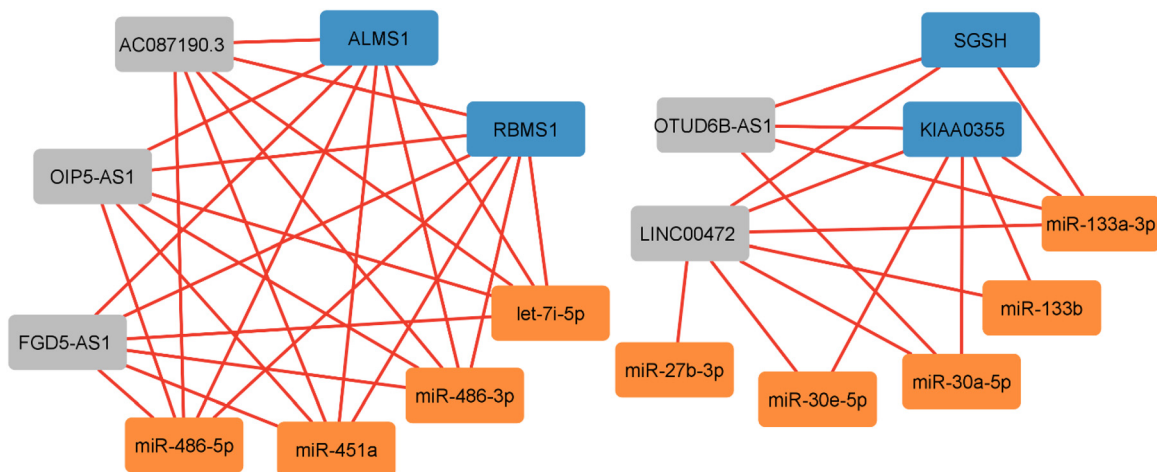 AC087190.3
ALMS1
RBMS1
OIP5-AS1
FGD5-AS1
let-7i-5p
miR-486-3p
miR-486-5p
miR-451a
SGSH
OTUD6B-AS1
KIAA0355
LINC00472
miR-133a-3p
miR-133b
miR-27b-3p
miR-30e-5p
miR-30a-5p